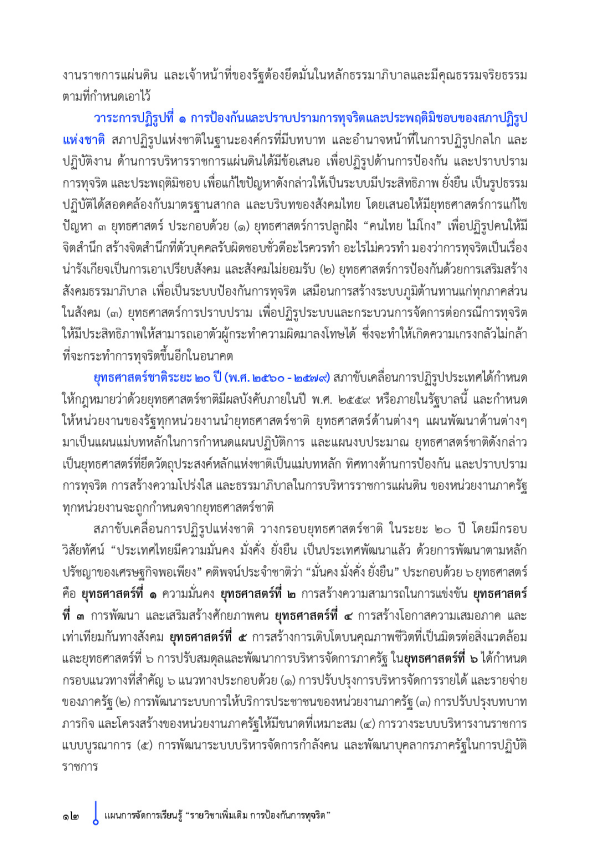 งานราชการแผ่นดิน และเจ้าหน้าที่ของรัฐต้องยึดมั่นในหลักธรรมาภิบาลและมีคุณธรรมจริยธรรม
ตามที่กำหนดเอาไว้
วาระการปฏิรูปที่ ๑ การป้องกันและปราบปรามการทุจริตและประพฤติมิชอบของสภาปฏิรูป
แห่งชาติ สภาปฏิรูปแห่งชาติในฐานะองค์กรที่มีบทบาท และอำนาจหน้าที่ในการปฏิรูปกลไก และ
ปฏิบัติงาน ด้านการบริหารราชการแผ่นดินได้มีข้อเสนอ เพื่อปฏิรูปด้านการป้องกัน และปราบปราม
การทุจริต และประพฤติมิชอบ เพื่อแก้ไขปัญหาดังกล่าวให้เป็นระบบมีประสิทธิภาพ ยั่งยืน เป็นรูปธรรม
ปฏิบัติได้สอดคล้องกับมาตรฐานสากล และบริบทของสังคมไทย โดยเสนอให้มียุทธศาสตร์การแก้ไข
ปัญหา ๓ ยุทธศาสตร์ ประกอบด้วย (๑) ยุทธศาสตร์การปลูกฝัง “คนไทย ไม่โกง” เพื่อปฏิรูปคนให้มี
จิตสำนึก สร้างจิตสำนึกที่ตัวบุคคลรับผิดชอบชั่วดีอะไรควรทำ อะไรไม่ควรทำ มองว่าการทุจริตเป็นเรื่อง
น่ารังเกียจเป็นการเอาเปรียบสังคม และสังคมไม่ยอมรับ (๒) ยุทธศาสตร์การป้องกันด้วยการเสริมสร้าง
สังคมธรรมาภิบาล เพื่อเป็นระบบป้องกันการทุจริต เสมือนการสร้างระบบภูมิต้านทานแก่ทุกภาคส่วน
ในสังคม (๓) ยุทธศาสตร์การปราบปราม เพื่อปฏิรูประบบและกระบวนการจัดการต่อกรณีการทุจริต
ให้มีประสิทธิภาพให้สามารถเอาตัวผู้กระทำความผิดมาลงโทษได้ ซึ่งจะทำให้เกิดความเกรงกลัวไม่กล้า
ที่จะกระทำการทุจริตขึ้นอีกในอนาคต
ยุทธศาสตร์ชาติระยะ ๒๐ ปี (พ.ศ. ๒๕๖๐ - ๒๕๗๙) สภาขับเคลื่อนการปฏิรูปประเทศได้กำหนด
ให้กฎหมายว่าด้วยยุทธศาสตร์ชาติมีผลบังคับภายในปี พ.ศ. ๒๕๕๙ หรือภายในรัฐบาลนี้ และกำหนด
ให้หน่วยงานของรัฐทุกหน่วยงานนำยุทธศาสตร์ชาติ ยุทธศาสตร์ด้านต่างๆ แผนพัฒนาด้านต่างๆ
มาเป็นแผนแม่บทหลักในการกำหนดแผนปฏิบัติการ และแผนงบประมาณ ยุทธศาสตร์ชาติดังกล่าว
เป็นยุทธศาสตร์ที่ยึดวัตถุประสงค์หลักแห่งชาติเป็นแม่บทหลัก ทิศทางด้านการป้องกัน และปราบปราม
การทุจริต การสร้างความโปร่งใส และธรรมาภิบาลในการบริหารราชการแผ่นดิน ของหน่วยงานภาครัฐ
ทุกหน่วยงานจะถูกกำหนดจากยุทธศาสตร์ชาติ
สภาขับเคลื่อนการปฏิรูปแห่งชาติ วางกรอบยุทธศาสตร์ชาติ ในระยะ ๒๐ ปี โดยมีกรอบ
วิสัยทัศน์ “ประเทศไทยมีความมั่นคง มั่งคั่ง ยั่งยืน เป็นประเทศพัฒนาแล้ว ด้วยการพัฒนาตามหลัก
ปรัชญาของเศรษฐกิจพอเพียง” คติพจน์ประจำชาติว่า “มั่นคง มั่งคั่ง ยั่งยืน” ประกอบด้วย ๖ ยุทธศาสตร์
คือ ยุทธศาสตร์ที่ ๑ ความมั่นคง ยุทธศาสตร์ที่ ๒ การสร้างความสามารถในการแข่งขัน ยุทธศาสตร์
ที่ ๓ การพัฒนา และเสริมสร้างศักยภาพคน ยุทธศาสตร์ที่ ๔ การสร้างโอกาสความเสมอภาค และ
เท่าเทียมกันทางสังคม ยุทธศาสตร์ที่ ๕ การสร้างการเติบโตบนคุณภาพชีวิตที่เป็นมิตรต่อสิ่งแวดล้อม
และยุทธศาสตร์ที่ ๖ การปรับสมดุลและพัฒนาการบริหารจัดการภาครัฐ ในยุทธศาสตร์ที่ ๖ ได้กำหนด
กรอบแนวทางที่สำคัญ ๖ แนวทางประกอบด้วย (๑) การปรับปรุงการบริหารจัดการรายได้ และรายจ่าย
ของภาครัฐ (๒) การพัฒนาระบบการให้บริการประชาชนของหน่วยงานภาครัฐ (๓) การปรับปรุงบทบาท
ภารกิจ และโครงสร้างของหน่วยงานภาครัฐให้มีขนาดที่เหมาะสม (๔) การวางระบบบริหารงานราชการ
แบบบูรณาการ (๕) การพัฒนาระบบบริหารจัดการกำลังคน และพัฒนาบุคลากรภาครัฐในการปฏิบัติ
ราชการ
๑๒ แผนการจัดการเรียนรู้ “รายวิชาเพิ่มเติม การป้องกันการทุจริต”